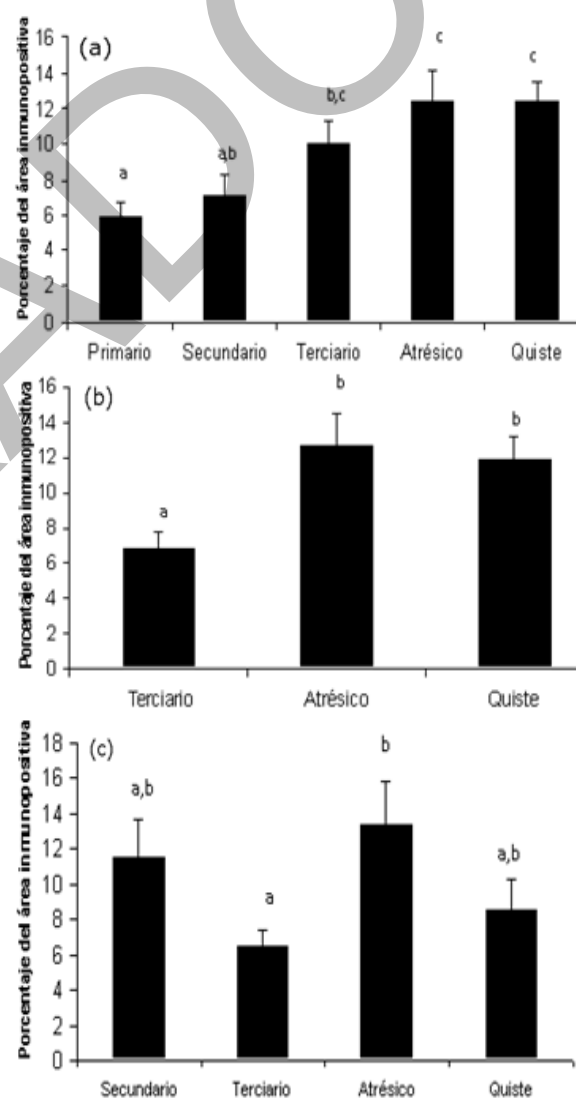 (a)
Porcentaje del área inmunopositiva
16
14
12
10
8
6
4
2
0
a
a,b
b,c
c
c
Primario Secundario Terciario Atrésico Quiste
(b)
Porcentaje del área inmunopositiva
16
14
12
10
8
6
4
2
0
a
b
b
Terciario Atrésico Quiste
(c)
Porcentaje del área inmunopositiva
18
16
14
12
10
8
6
4
2
0
a,b
a
b
a,b
Secundario Terciario Atrésico Quiste